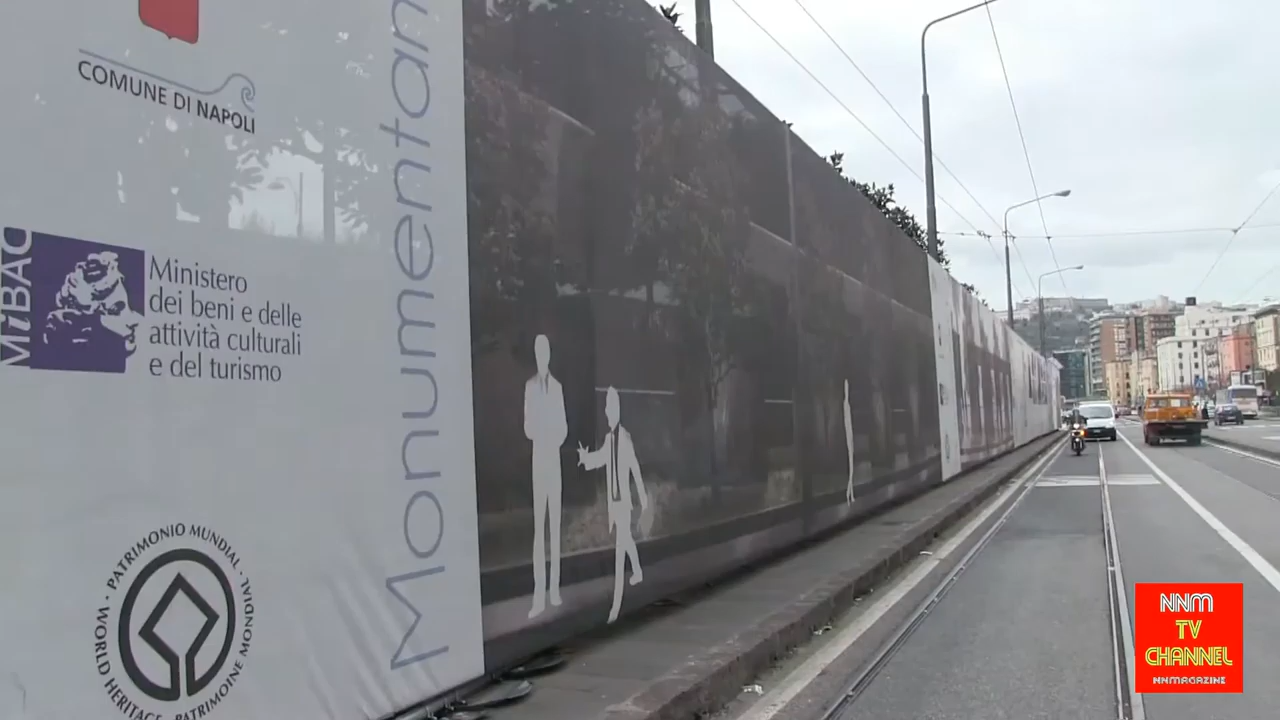 COMUNE DI NAPOLI
MiBAC
Ministero
dei beni e delle
attività culturali
e del turismo
PATRIMONIO MUNDIAL · WORLD HERITAGE · PATRIMOINE MONDIAL ·
NNM
TV
CHANNEL
NNMAGAZINE